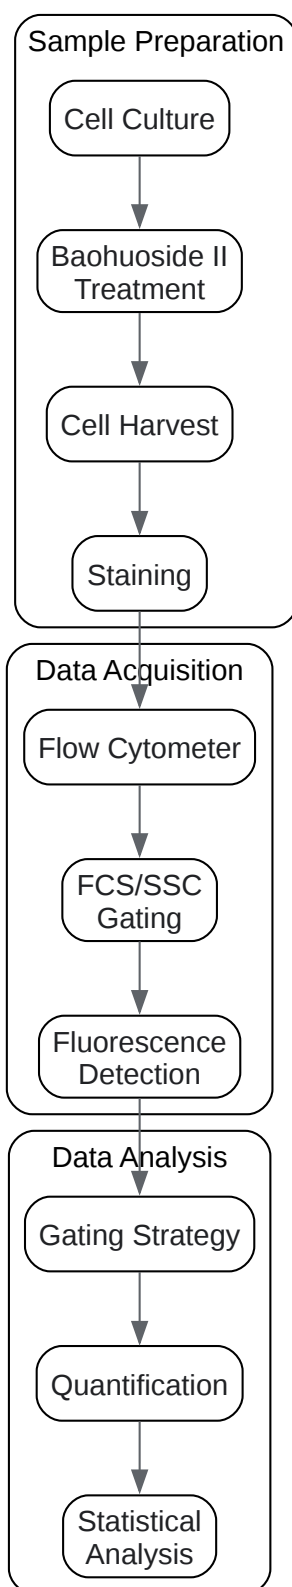 Sample Preparation
Cell Culture
Baohuoside II
Treatment
Cell Harvest
Staining
Data Acquisition
Flow Cytometer
FCS/SSC
Gating
Fluorescence
Detection
Data Analysis
Gating Strategy
Quantification
Statistical
Analysis